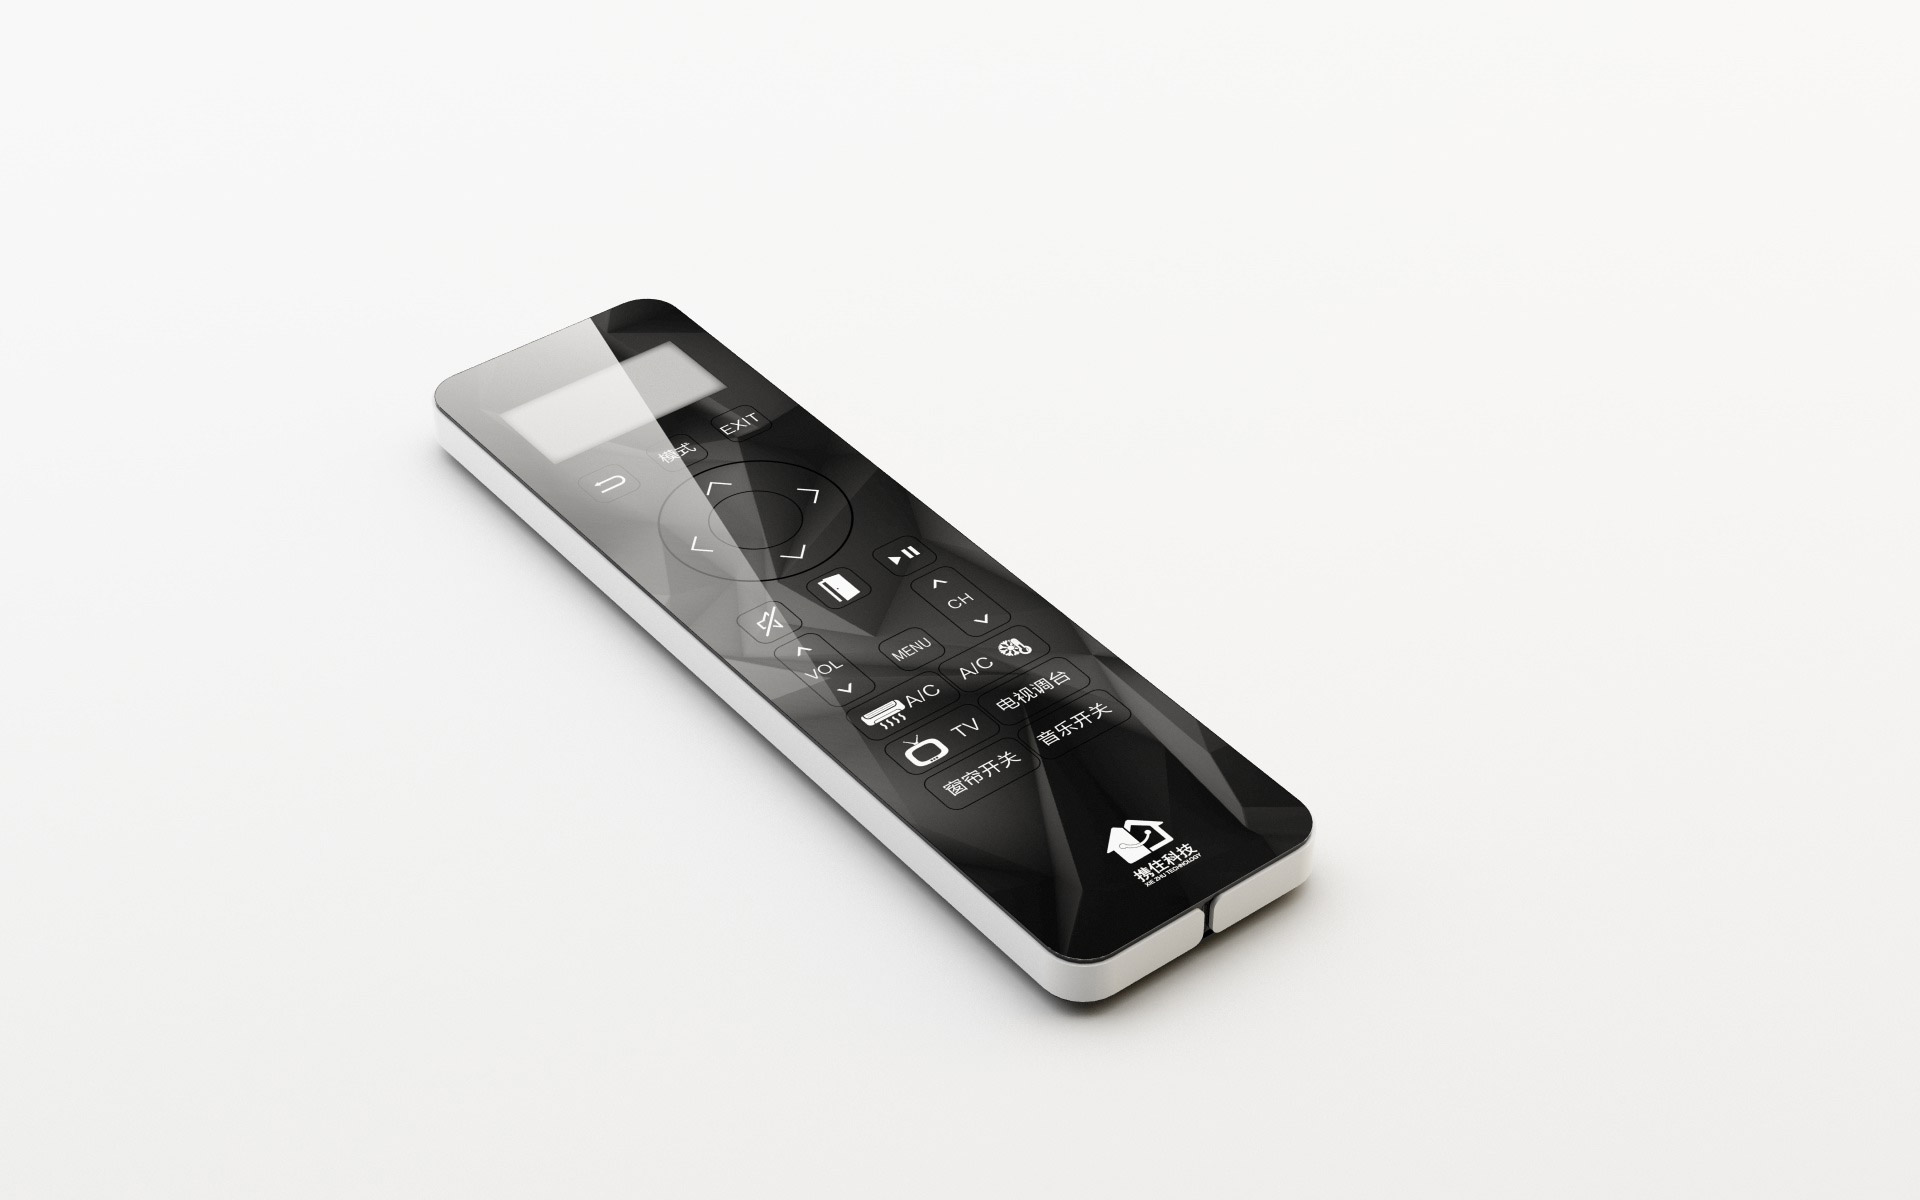 EXIT
模式
CH
MENU
VOL
A/C
A/C
电视调台
TV
音乐开关
窗帘开关
携住科技
XIE ZHU TECHNOLOGY